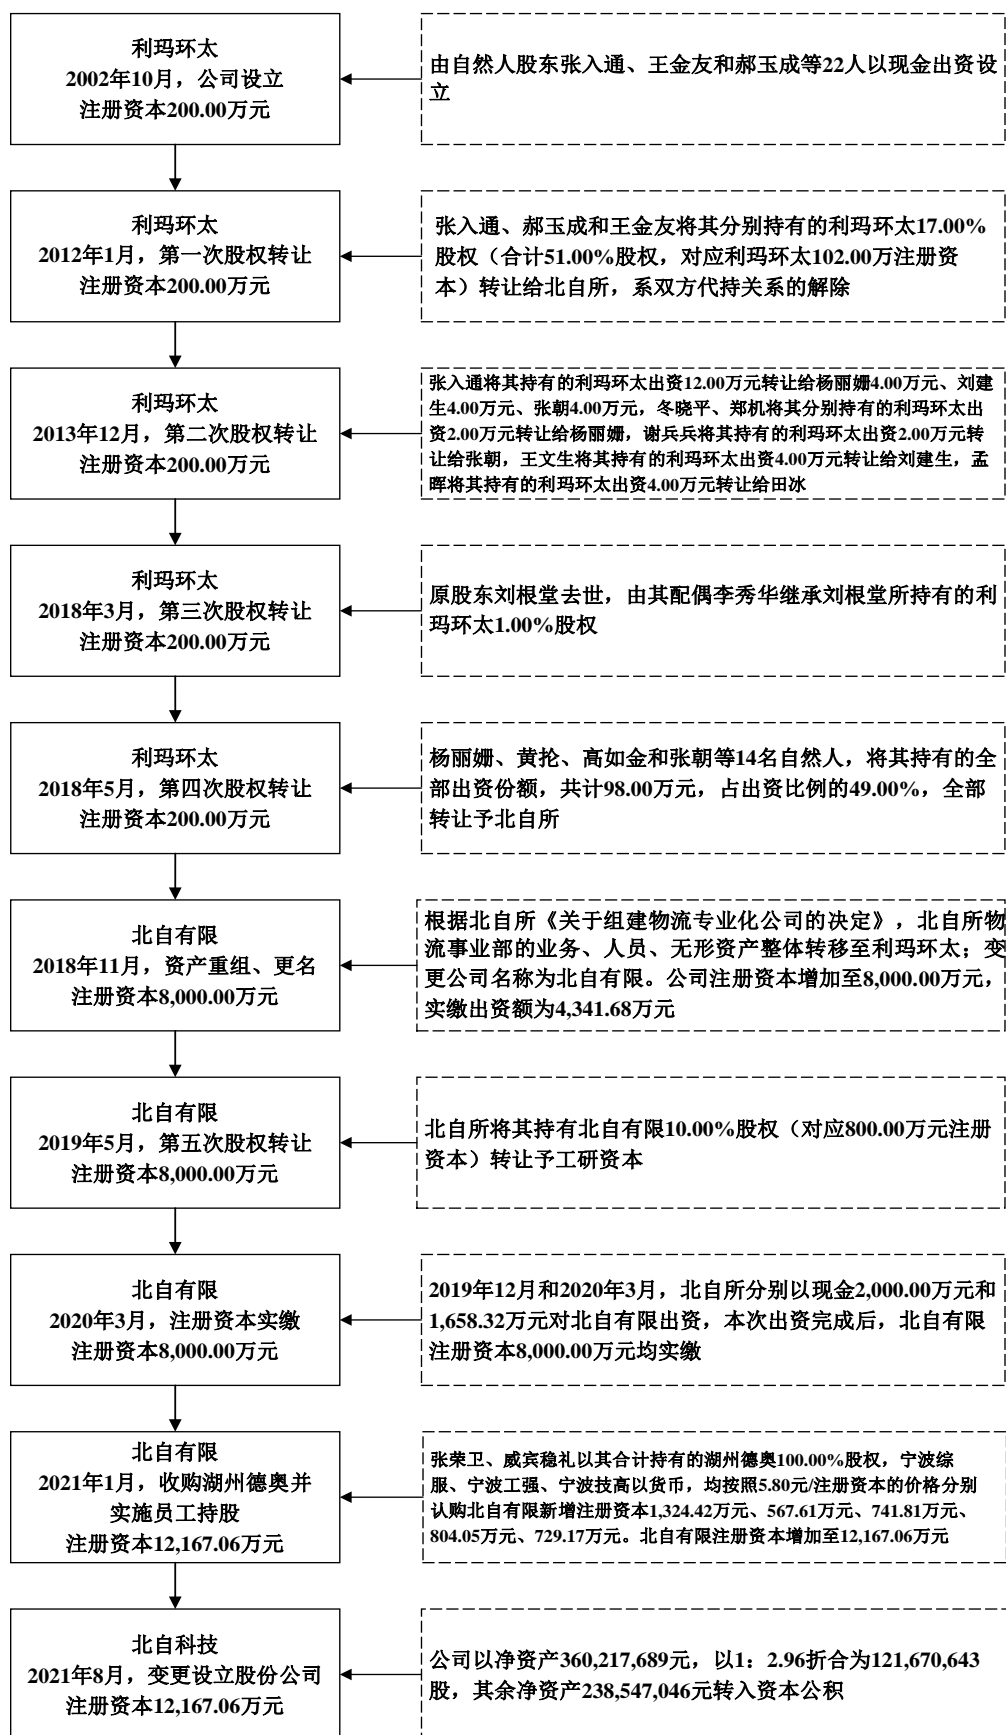 利玛环太
2002年10月，公司设立
注册资本200.00万元
由自然人股东张入通、王金友和郝玉成等22人以现金出资设
立
利玛环太
2012年1月，第一次股权转让
注册资本200.00万元
张入通、郝玉成和王金友将其分别持有的利玛环太17.00%
股权（合计51.00%股权，对应利玛环太102.00万注册资
本）转让给北自所，系双方代持关系的解除
利玛环太
2013年12月，第二次股权转让
注册资本200.00万元
张入通将其持有的利玛环太出资12.00万元转让给杨丽姗4.00万元、刘建
生4.00万元、张朝4.00万元，冬晓平、郑机将其分别持有的利玛环太出
资2.00万元转让给杨丽姗，谢兵兵将其持有的利玛环太出资2.00万元转
让给张朝，王文生将其持有的利玛环太出资4.00万元转让给刘建生，孟
晖将其持有的利玛环太出资4.00万元转让给田冰
利玛环太
2018年3月，第三次股权转让
注册资本200.00万元
原股东刘根堂去世，由其配偶李秀华继承刘根堂所持有的利
玛环太1.00%股权
利玛环太
2018年5月，第四次股权转让
注册资本200.00万元
杨丽姗、黄抡、高如金和张朝等14名自然人，将其持有的全
部出资份额，共计98.00万元，占出资比例的49.00%，全部
转让予北自所
北自有限
2018年11月，资产重组、更名
注册资本8,000.00万元
根据北自所《关于组建物流专业化公司的决定》，北自所物
流事业部的业务、人员、无形资产整体转移至利玛环太；变
更公司名称为北自有限。公司注册资本增加至8,000.00万元，
实缴出资额为4,341.68万元
北自有限
2019年5月，第五次股权转让
注册资本8,000.00万元
北自所将其持有北自有限10.00%股权（对应800.00万元注册
资本）转让予工研资本
北自有限
2020年3月，注册资本实缴
注册资本8,000.00万元
2019年12月和2020年3月，北自所分别以现金2,000.00万元和
1,658.32万元对北自有限出资，本次出资完成后，北自有限
注册资本8,000.00万元均实缴
北自有限
2021年1月，收购湖州德奥并
实施员工持股
注册资本12,167.06万元
张荣卫、威宾稳礼以其合计持有的湖州德奥100.00%股权，宁波综
服、宁波工强、宁波技高以货币，均按照5.80元/注册资本的价格分别
认购北自有限新增注册资本1,324.42万元、567.61万元、741.81万元、
804.05万元、729.17万元。北自有限注册资本增加至12,167.06万元
北自科技
2021年8月，变更设立股份公司
注册资本12,167.06万元
公司以净资产360,217,689元，以1：2.96折合为121,670,643
股，其余净资产238,547,046元转入资本公积